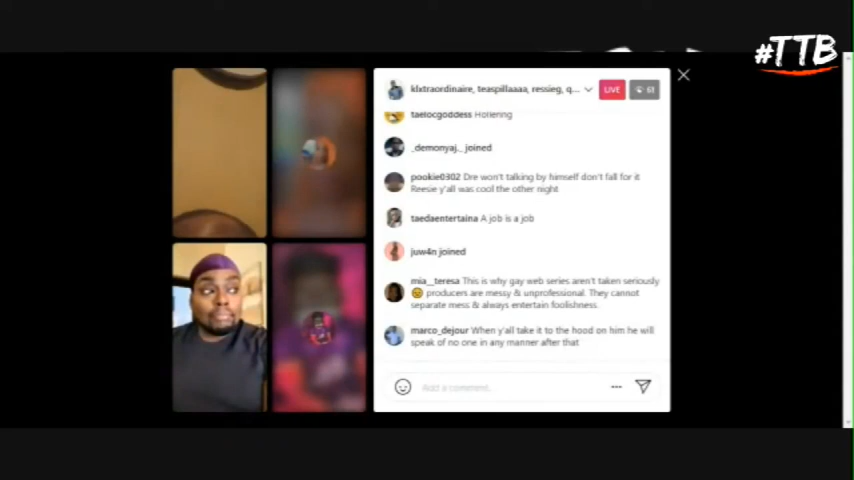 #TTB
klxtraordinaire, teaspillaaaa, ressieg, q...
LIVE
61
taelocgoddess Hollering
_demonyaj._ joined
pookie0302 Dre won't talking by himself don't fall for it
Reesie y'all was cool the other night
taedaentertaina A job is a job
juw4n joined
mia__teresa This is why gay web series aren't taken seriously
producers are messy & unprofessional. They cannot
separate mess & always entertain foolishness.
marco_dejour When y'all take it to the hood on him he will
speak of no one in any manner after that
Add a comment...